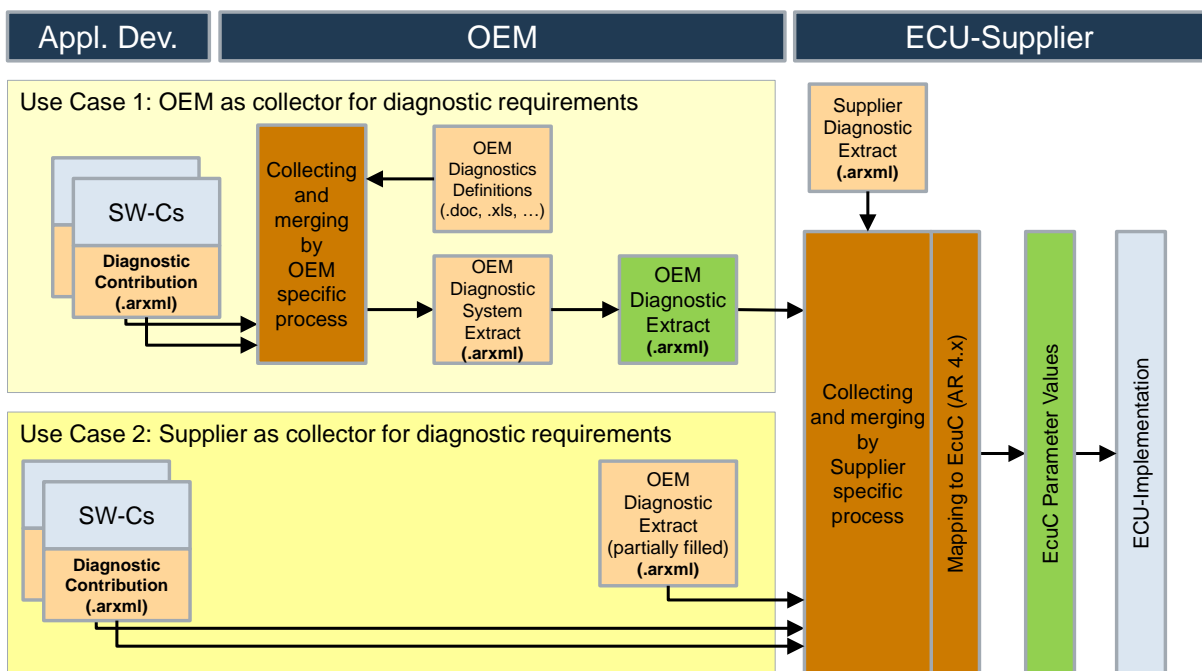 Appl. Dev.
OEM
ECU-Supplier
Use Case 1: OEM as collector for diagnostic requirements
SW-Cs
Diagnostic
Contribution
(.arxml)
Collecting
and
merging
by
OEM
specific
process
OEM
Diagnostics
Definitions
(.doc, .xls, …)
OEM
Diagnostic
System
Extract
(.arxml)
OEM
Diagnostic
Extract
(.arxml)
Supplier
Diagnostic
Extract
(.arxml)
Use Case 2: Supplier as collector for diagnostic requirements
SW-Cs
Diagnostic
Contribution
(.arxml)
OEM
Diagnostic
Extract
(partially filled)
(.arxml)
Collecting
and merging
by
Supplier
specific
process
Mapping to EcuC (AR 4.x)
EcuC Parameter Values
ECU-Implementation